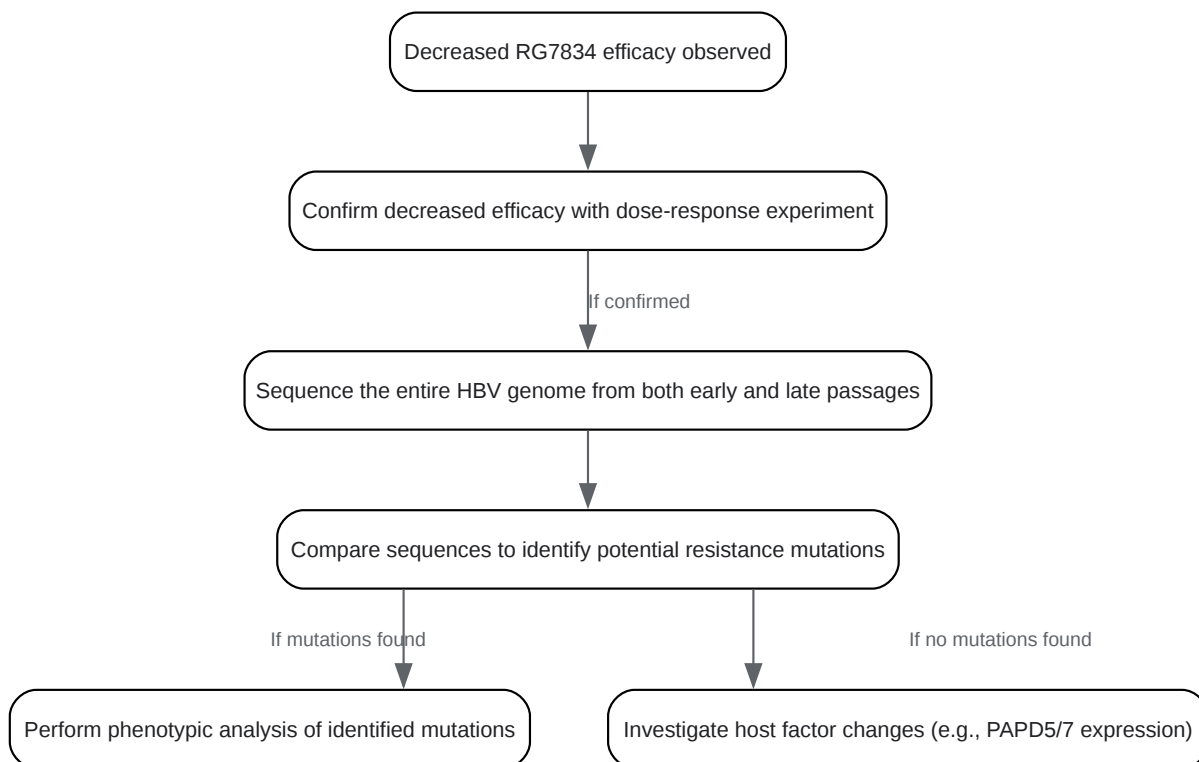 Decreased RG7834 efficacy observed
Confirm decreased efficacy with dose-response experiment
If confirmed
Sequence the entire HBV genome from both early and late passages
Compare sequences to identify potential resistance mutations
If mutations found
If no mutations found
Perform phenotypic analysis of identified mutations
Investigate host factor changes (e.g., PAPD5/7 expression)